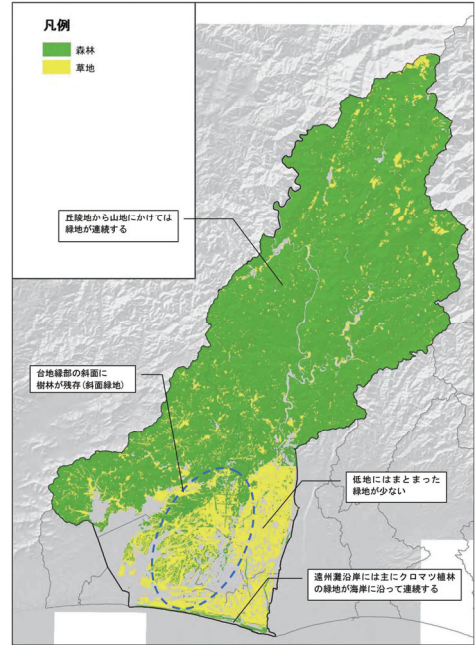 凡例
森林
草地
丘陵地から山地にかけては
緑地が連続する
台地縁部の斜面に
樹林が残存(斜面緑地)
低地にはまとまった
緑地が少ない
遠州灘沿岸には主にクロマツ植林
の緑地が海岸に沿って連続する